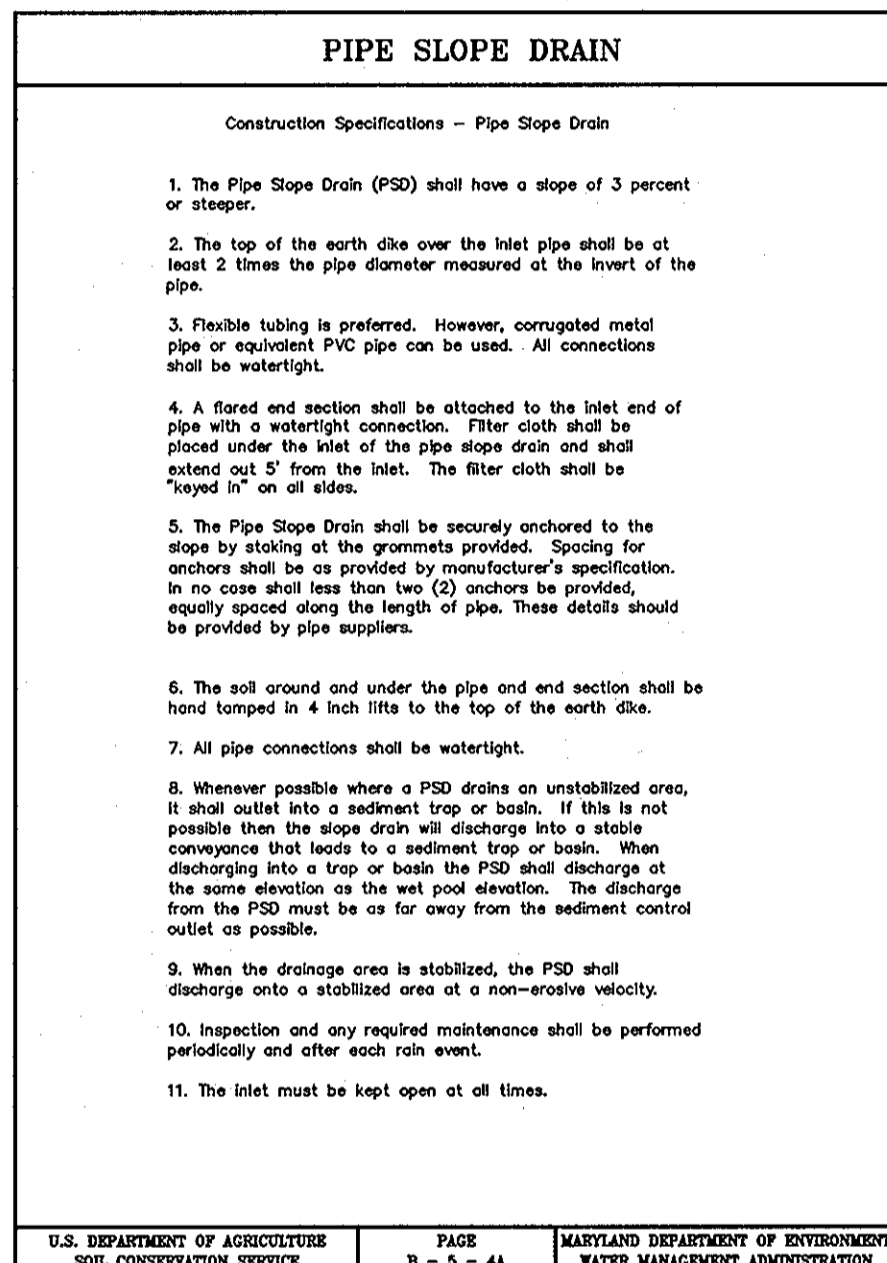 PIPE SLOPE DRAIN
Construction Specifications – Pipe Slope Drain
1. The Pipe Slope Drain (PSD) shall have a slope of 3 percent
or steeper.
2. The top of the earth dike over the inlet pipe shall be at
least 2 times the pipe diameter measured at the invert of the
pipe.
3. Flexible tubing is preferred. However, corrugated metal
pipe or equivalent PVC pipe can be used. All connections
shall be watertight.
4. A flared end section shall be attached to the inlet end of
pipe with a watertight connection. Filter cloth shall be
placed under the inlet of the pipe slope drain and shall
extend out 5' from the inlet. The filter cloth shall be
"keyed in" on all sides.
5. The Pipe Slope Drain shall be securely anchored to the
slope by staking at the grommets provided. Spacing for
anchors shall be as provided by manufacturer's specification.
In no case shall less than two (2) anchors be provided,
equally spaced along the length of pipe. These details should
be provided by pipe suppliers.
6. The soil around and under the pipe and end section shall be
hand tamped in 4 inch lifts to the top of the earth dike.
7. All pipe connections shall be watertight.
8. Whenever possible where a PSD drains an unstabilized area,
it shall outlet into a sediment trap or basin. If this is not
possible then the slope drain will discharge into a stable
conveyance that leads to a sediment trap or basin. When
discharging into a trap or basin the PSD shall discharge at
the same elevation as the wet pool elevation. The discharge
from the PSD must be as far away from the sediment control
outlet as possible.
9. When the drainage area is stabilized, the PSD shall
discharge onto a stabilized area at a non-erosive velocity.
10. Inspection and any required maintenance shall be performed
periodically and after each rain event.
11. The inlet must be kept open at all times.
U.S. DEPARTMENT OF AGRICULTURE
SOIL CONSERVATION SERVICE
PAGE
B - 5 - 4A
MARYLAND DEPARTMENT OF ENVIRONMENT
WATER MANAGEMENT ADMINISTRATION